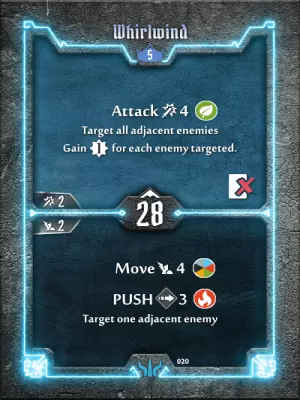 Whirlwind
5
Attack 4
Target all adjacent enemies
Gain 1 for each enemy targeted.
2
28
2
Move 4
PUSH 3
Target one adjacent enemy
020